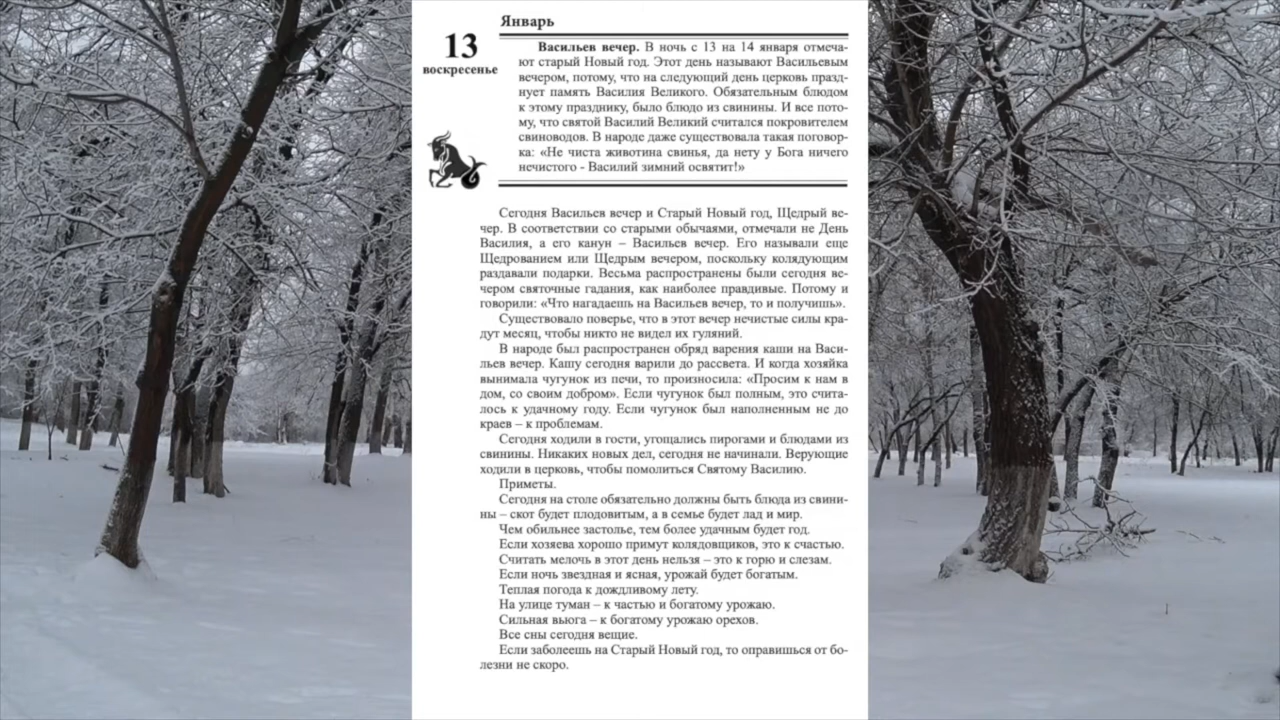 Январь
13
воскресенье
Васильев вечер. В ночь с 13 на 14 января отмеча-
ют старый Новый год. Этот день называют Васильевым
вечером, потому, что на следующий день церковь празд-
нует память Василия Великого. Обязательным блюдом
к этому празднику, было блюдо из свинины. И все пото-
му, что святой Василий Великий считался покровителем
свиноводов. В народе даже существовала такая поговор-
ка: «Не чиста животина свинья, да нету у Бога ничего
нечистого - Василий зимний освятит!»
Сегодня Васильев вечер и Старый Новый год, Щедрый ве-
чер. В соответствии со старыми обычаями, отмечали не День
Василия, а его канун – Васильев вечер. Его называли еще
Щедрованием или Щедрым вечером, поскольку колядующим
раздавали подарки. Весьма распространены были сегодня ве-
чером святочные гадания, как наиболее правдивые. Потому и
говорили: «Что нагадаешь на Васильев вечер, то и получишь».
Существовало поверье, что в этот вечер нечистые силы кра-
дут месяц, чтобы никто не видел их гуляний.
В народе был распространен обряд варения каши на Васи-
льев вечер. Кашу сегодня варили до рассвета. И когда хозяйка
вынимала чугунок из печи, то произносила: «Просим к нам в
дом, со своим добром». Если чугунок был полным, это счита-
лось к удачному году. Если чугунок был наполненным не до
краев – к проблемам.
Сегодня ходили в гости, угощались пирогами и блюдами из
свинины. Никаких новых дел, сегодня не начинали. Верующие
ходили в церковь, чтобы помолиться Святому Василию.
Приметы.
Сегодня на столе обязательно должны быть блюда из свини-
ны – скот будет плодовитым, а в семье будет лад и мир.
Чем обильнее застолье, тем более удачным будет год.
Если хозяева хорошо примут колядовщиков, это к счастью.
Считать мелочь в этот день нельзя – это к горю и слезам.
Если ночь звездная и ясная, урожай будет богатым.
Теплая погода к дождливому лету.
На улице туман – к частью и богатому урожаю.
Сильная вьюга – к богатому урожаю орехов.
Все сны сегодня вещие.
Если заболеешь на Старый Новый год, то оправишься от бо-
лезни не скоро.